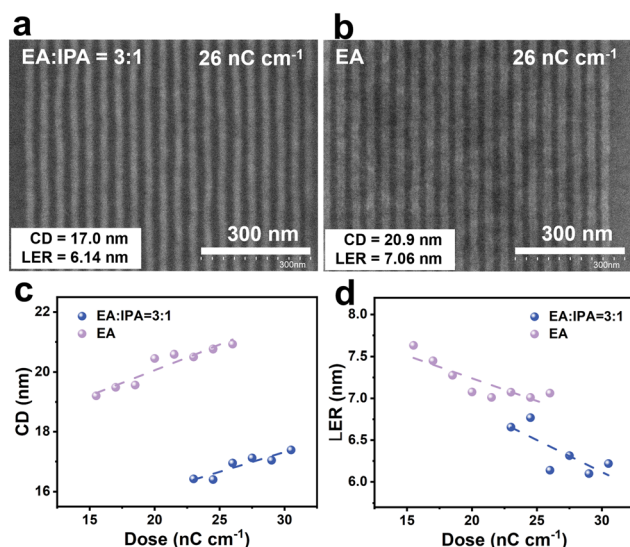 a
EA:IPA = 3:1
26 nC cm⁻¹
CD = 17.0 nm
LER = 6.14 nm
300 nm
300nm
b
EA
26 nC cm⁻¹
CD = 20.9 nm
LER = 7.06 nm
300 nm
300nm
c
EA:IPA=3:1
EA
22
20
18
16
CD (nm)
15
20
25
30
Dose (nC cm⁻¹)
d
EA:IPA=3:1
EA
8.0
7.5
7.0
6.5
6.0
LER (nm)
15
20
25
30
Dose (nC cm⁻¹)